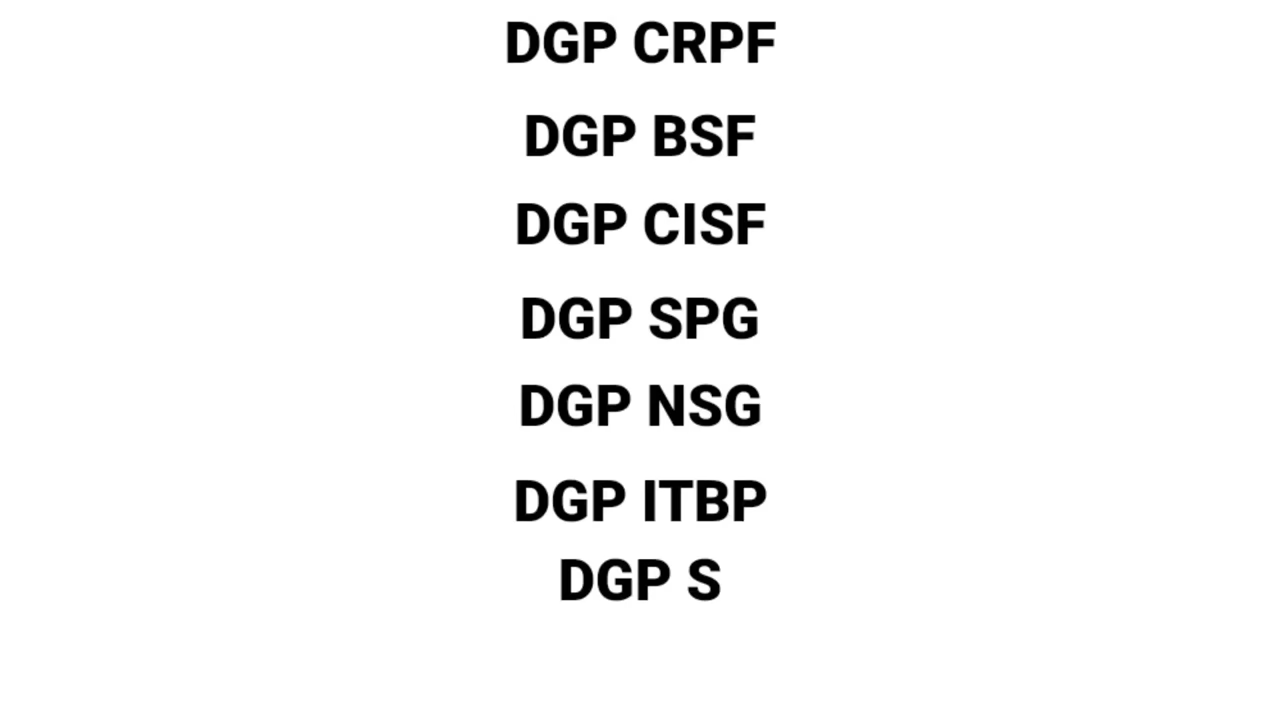 DGP CRPF
DGP BSF
DGP CISF
DGP SPG
DGP NSG
DGP ITBP
DGP S